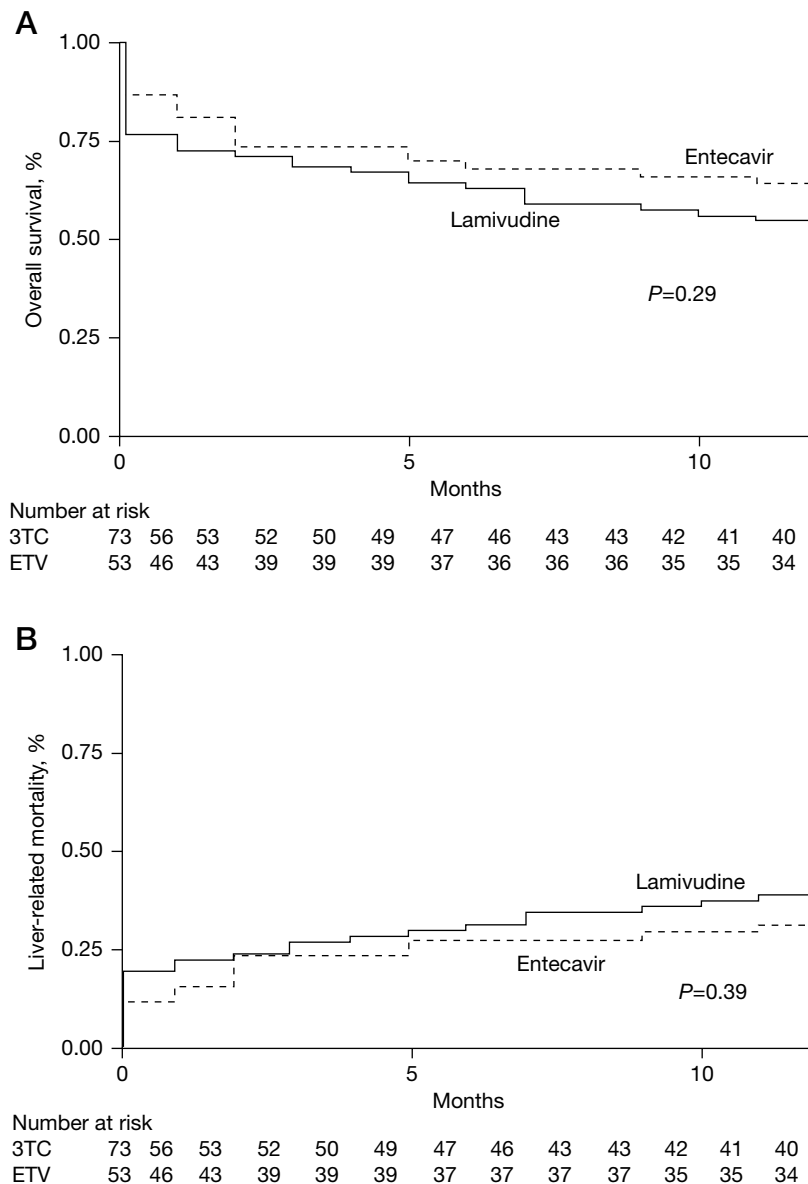 A
1.00
0.75
0.50
0.25
0.00
Overall survival, %
Entecavir
Lamivudine
P=0.29
0 5 10
Months
Number at risk
3TC 73 56 53 52 50 49 47 46 43 43 42 41 40
ETV 53 46 43 39 39 39 37 36 36 36 35 35 34
B
1.00
0.75
0.50
0.25
0.00
Liver-related mortality, %
Lamivudine
Entecavir
P=0.39
0 5 10
Months
Number at risk
3TC 73 56 53 52 50 49 47 46 43 43 42 41 40
ETV 53 46 43 39 39 39 37 37 37 37 35 35 34